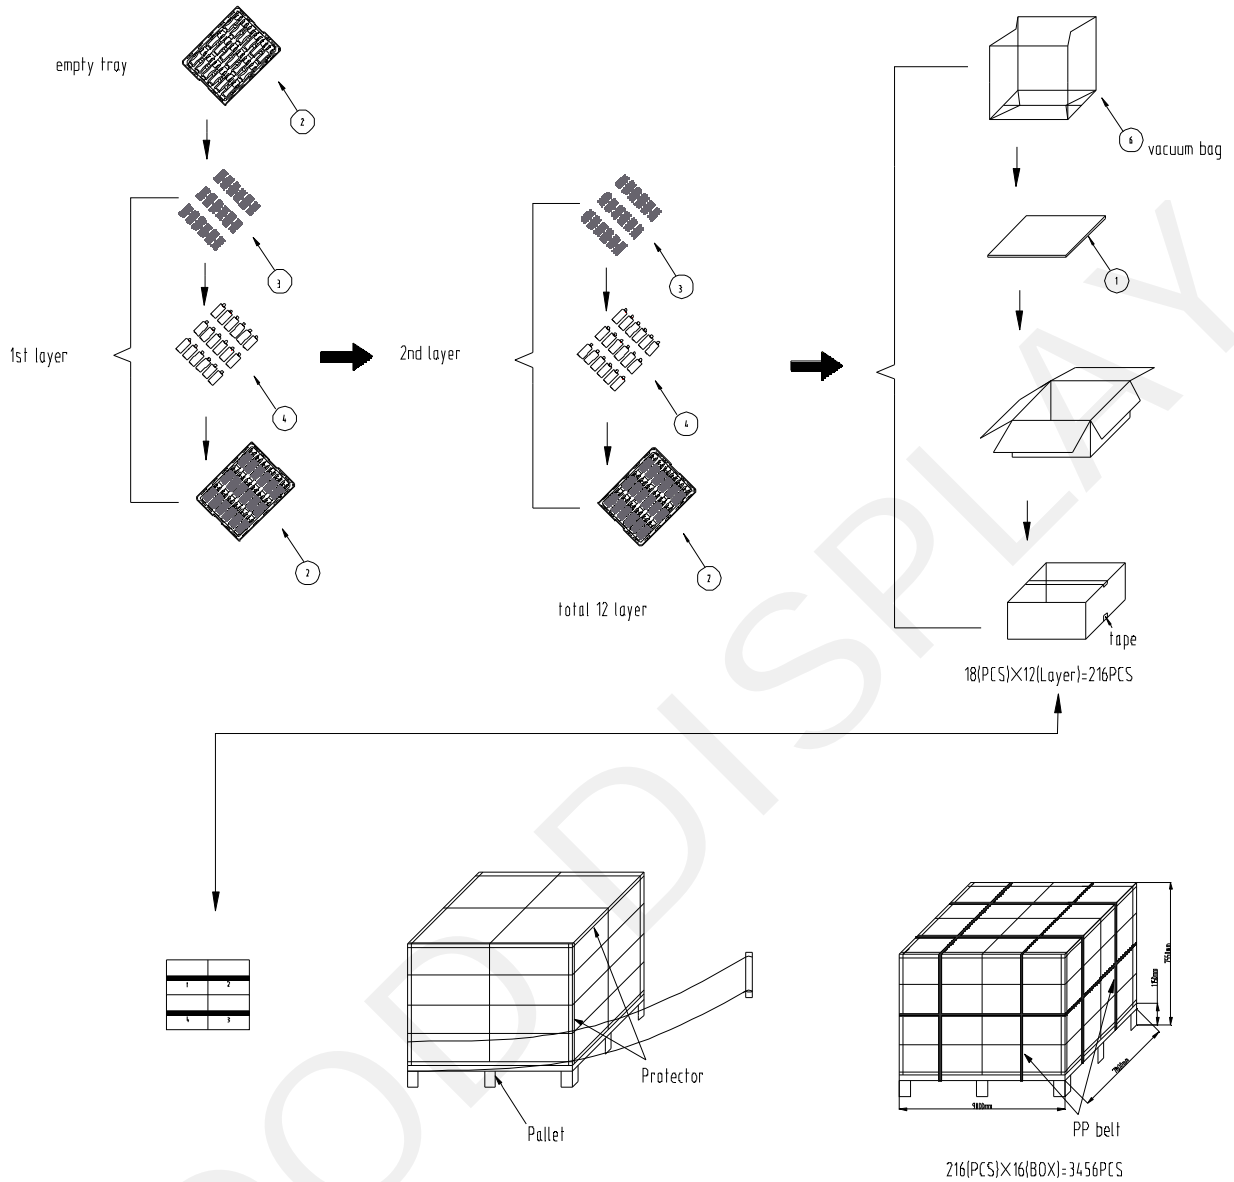 empty tray
2
6
vacuum bag
3
3
1
1st layer
2nd layer
4
4
2
2
total 12 layer
tape
18(PCS)X12(Layer)=216PCS
1 2
4 3
Protector
Pallet
PP belt
216(PCS)X16(BOX)=3456PCS
OOD DISPLAY